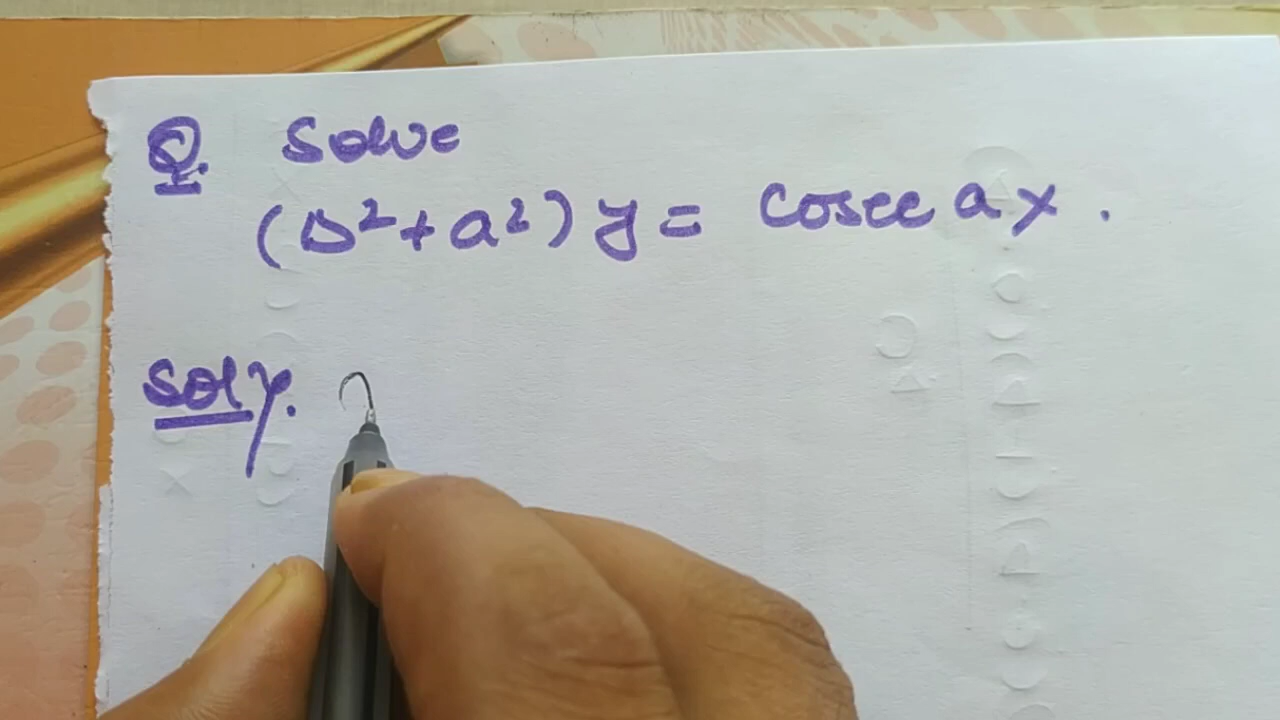 Q. Solve
(D²+a²)y = cosec ax.
Solⁿ.